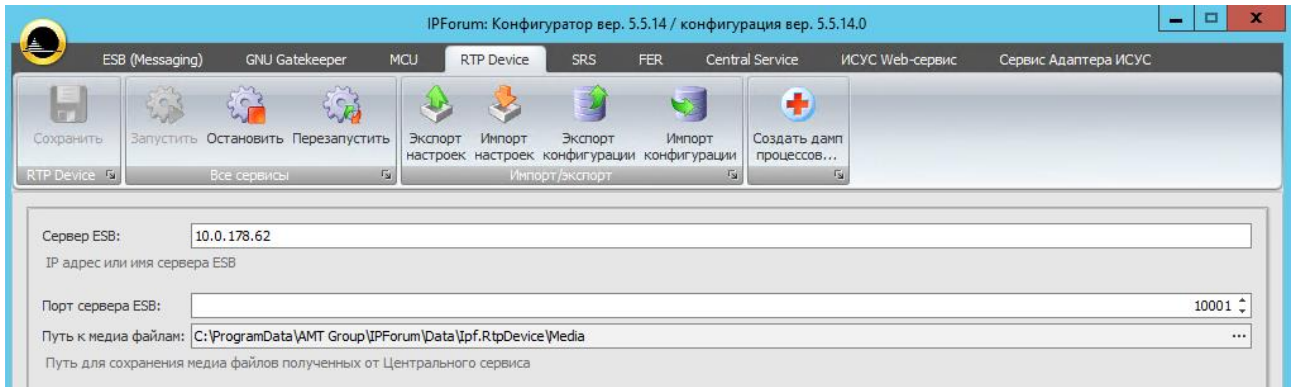 IPForum: Конфигуратор вер. 5.5.14 / конфигурация вер. 5.5.14.0
ESB (Messaging) GNU Gatekeeper MCU RTP Device SRS FER Central Service ИСУС Web-сервис Сервис Адаптера ИСУС
Сохранить Запустить Остановить Перезапустить Экспорт Импорт Экспорт Импорт Создать дамп
настроек настроек конфигурации конфигурации процессов...
RTP Device Все сервисы Импорт/экспорт
Сервер ESB: 10.0.178.62
IP адрес или имя сервера ESB
Порт сервера ESB: 10001
Путь к медиа файлам: C:\ProgramData\AMT Group\IPForum\Data\Ipf.RtpDevice\Media ...
Путь для сохранения медиа файлов полученных от Центрального сервиса